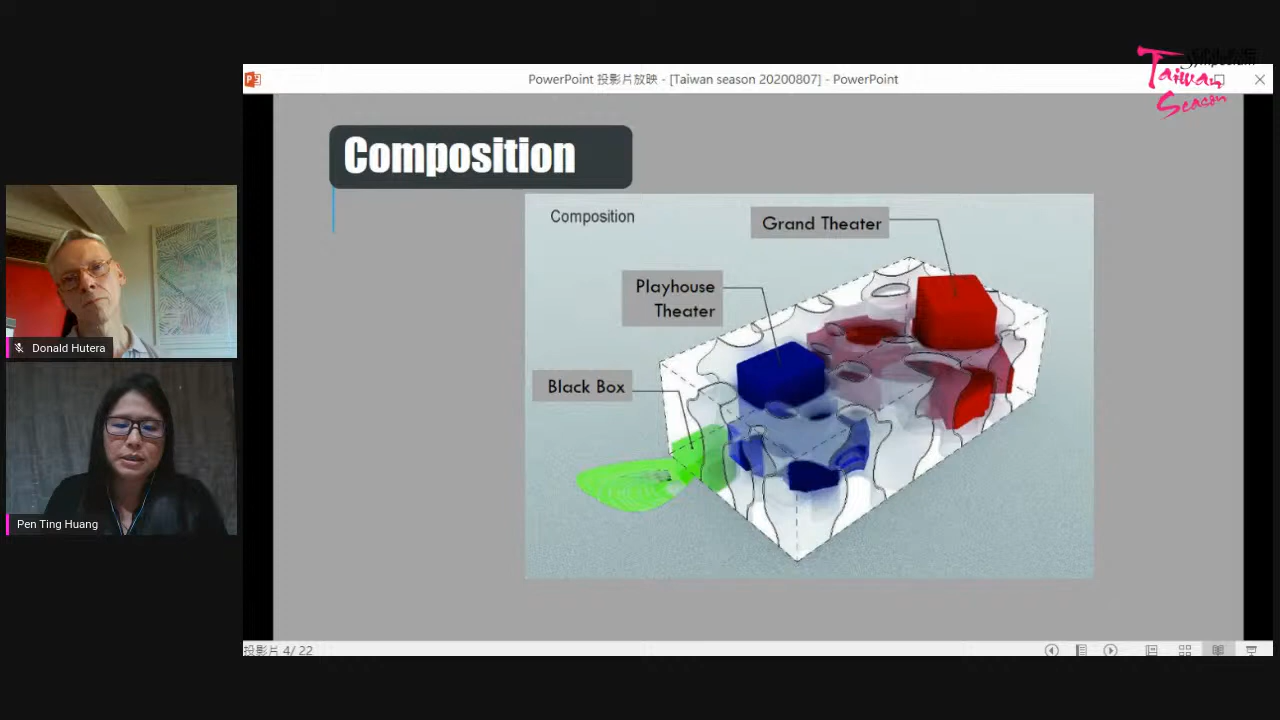 PowerPoint 投影片放映 - [Taiwan season 20200807] - PowerPoint
Symposium
Taiwan
Season
Composition
Composition
Grand Theater
Playhouse
Theater
Black Box
Donald Hutera
Pen Ting Huang
投影片 4/ 22